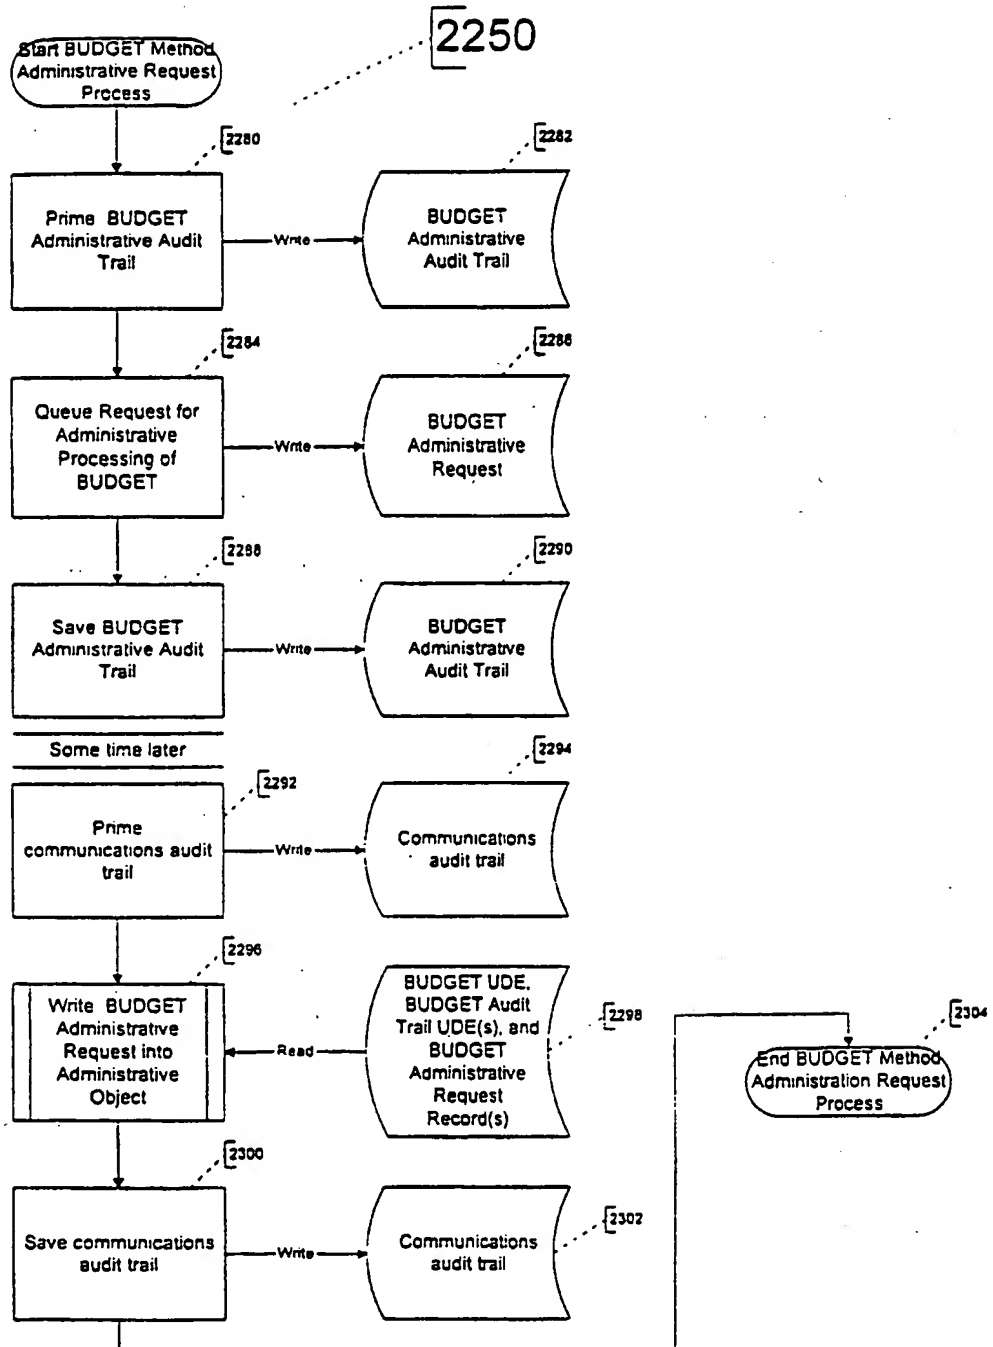 2250
Start BUDGET Method
Administrative Request
Process
2280
2282
Prime BUDGET
Administrative Audit
Trail
Write
BUDGET
Administrative
Audit Trail
2284
2286
Queue Request for
Administrative
Processing of
BUDGET
Write
BUDGET
Administrative
Request
2288
2290
Save BUDGET
Administrative Audit
Trail
Write
BUDGET
Administrative
Audit Trail
Some time later
2292
2294
Prime
communications audit
trail
Write
Communications
audit trail
2296
2298
Write BUDGET
Administrative
Request into
Administrative
Object
Read
BUDGET UDE,
BUDGET Audit
Trail UDE(s), and
BUDGET
Administrative
Request
Record(s)
2304
End BUDGET Method
Administration Request
Process
2300
2302
Save communications
audit trail
Write
Communications
audit trail